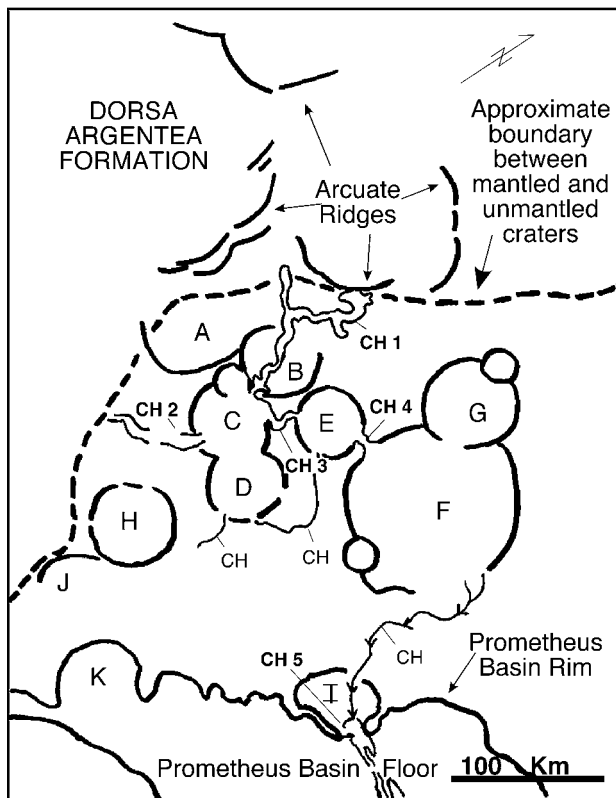 N
DORSA
ARGENTEA
FORMATION
Approximate
boundary
between
mantled and
unmantled
craters
Arcuate
Ridges
A
CH 1
B
CH 2
C
E
CH 4
G
CH 3
D
H
F
J
CH
CH
CH
K
CH 5
I
Prometheus
Basin Rim
Prometheus Basin Floor
100 Km